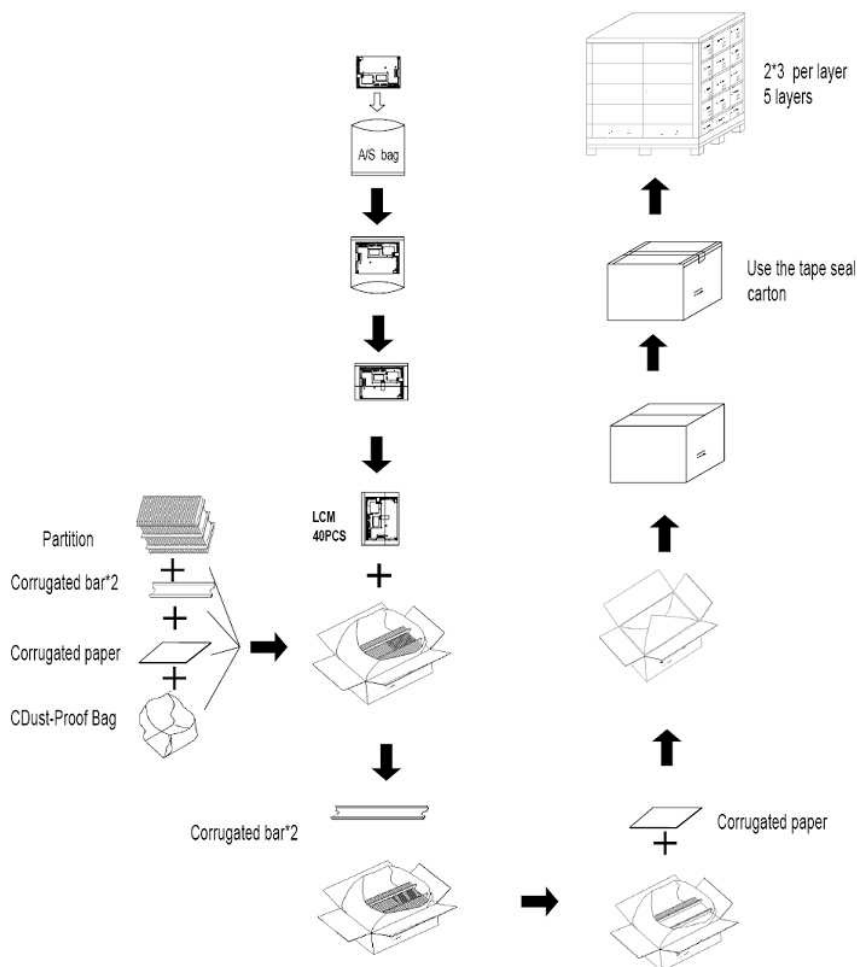 2*3 per layer
5 layers
A/S bag
Use the tape seal
carton
LCM
40PCS
Partition
Corrugated bar*2
Corrugated paper
CDust-Proof Bag
Corrugated bar*2
Corrugated paper